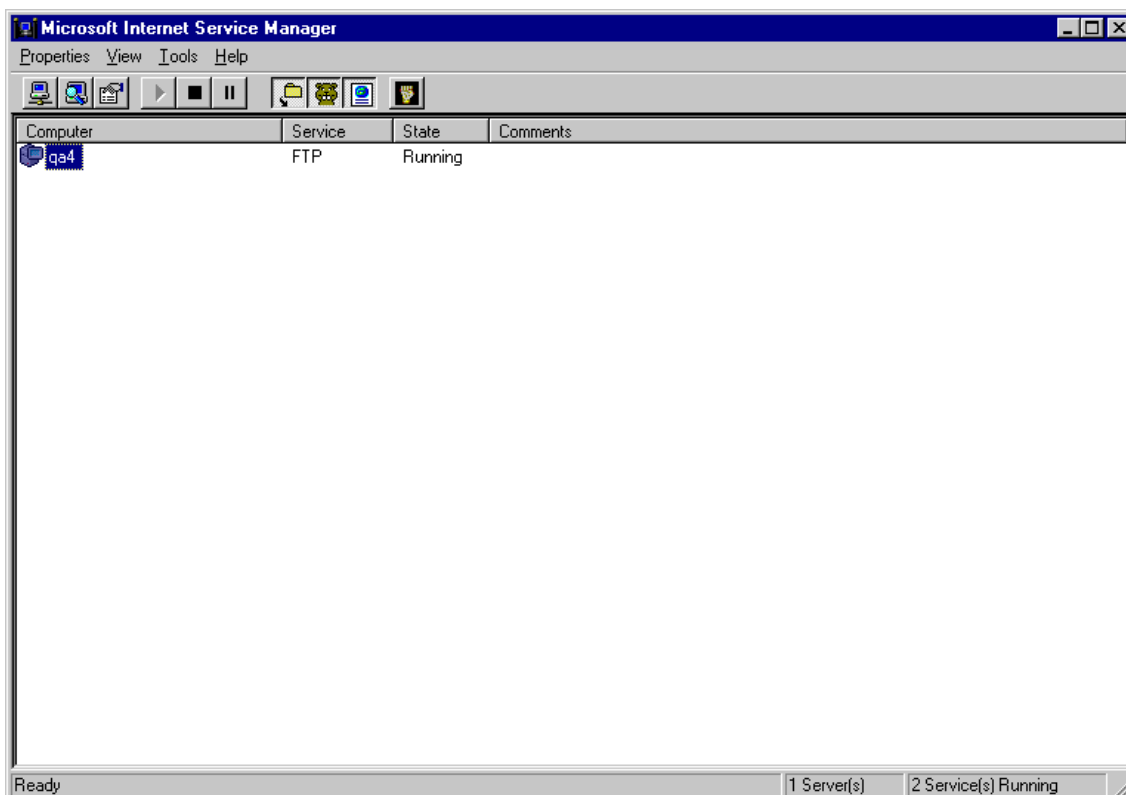 Microsoft Internet Service Manager
Properties View Tools Help
Computer Service State Comments
qa4 FTP Running
Ready 1 Server(s) 2 Service(s) Running